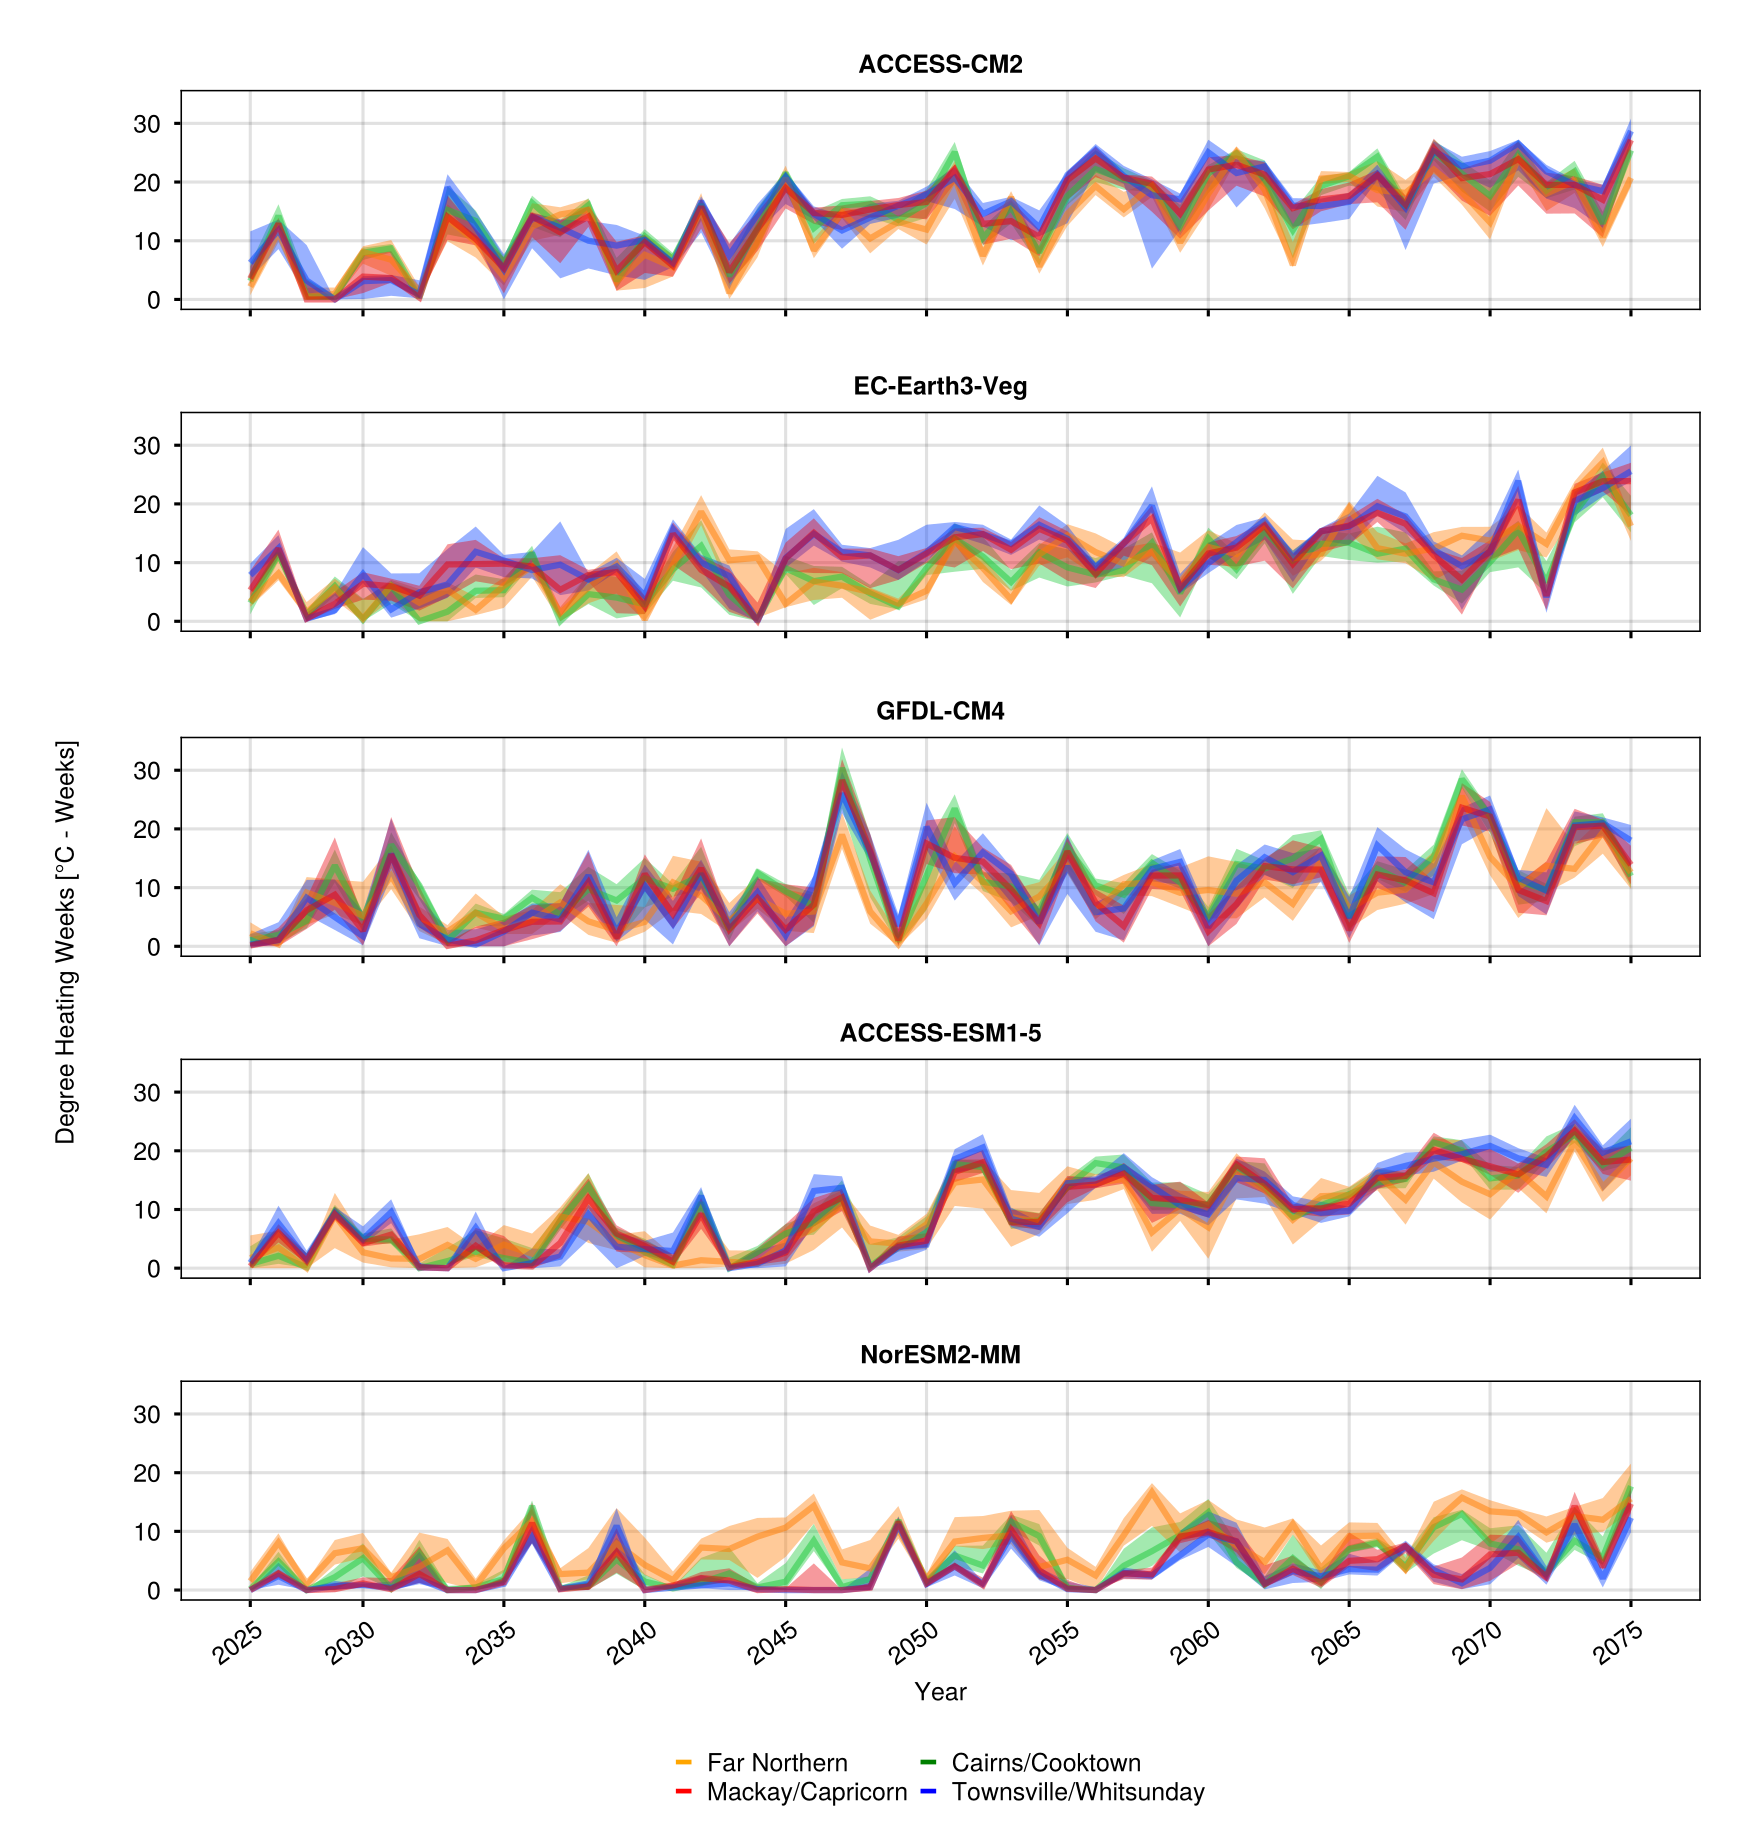 ACCESS-CM2
30
20
10
0
EC-Earth3-Veg
30
20
10
0
GFDL-CM4
30
20
10
0
Degree Heating Weeks [°C - Weeks]
ACCESS-ESM1-5
30
20
10
0
NorESM2-MM
30
20
10
0
2025 2030 2035 2040 2045 2050 2055 2060 2065 2070 2075
Year
Far Northern Cairns/Cooktown
Mackay/Capricorn Townsville/Whitsunday